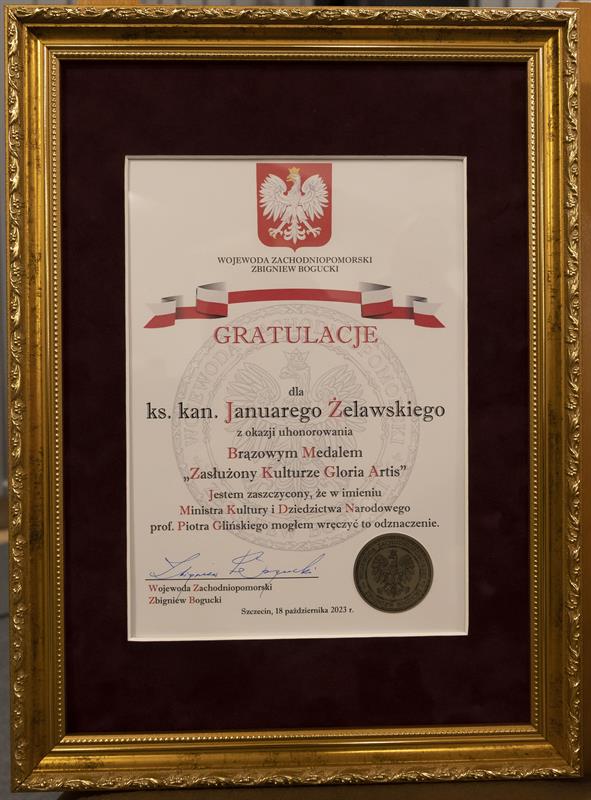 WOJEWODA ZACHODNIOPOMORSKI
ZBIGNIEW BOGUCKI
GRATULACJE
dla
ks. kan. Januarego Żelawskiego
z okazji uhonorowania
Brązowym Medalem
„Zasłużony Kulturze Gloria Artis”
Jestem zaszczycony, że w imieniu
Ministra Kultury i Dziedzictwa Narodowego
prof. Piotra Glińskiego mogłem wręczyć to odznaczenie.
Zbigniew Bogucki
Wojewoda Zachodniopomorski
Zbigniew Bogucki
Szczecin, 18 października 2023 r.